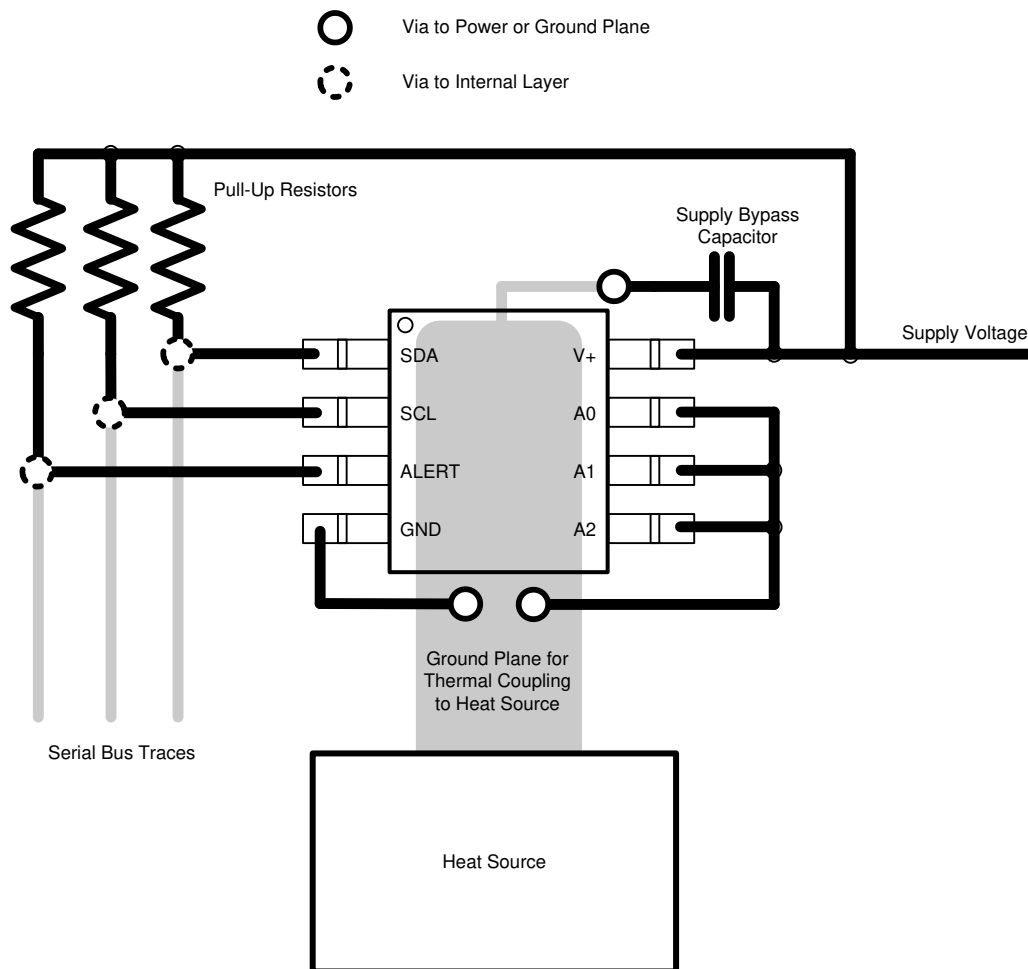 Via to Power or Ground Plane
Via to Internal Layer
Pull-Up Resistors
Supply Bypass
Capacitor
Supply Voltage
SDA
V+
SCL
A0
ALERT
A1
GND
A2
Ground Plane for
Thermal Coupling
to Heat Source
Serial Bus Traces
Heat Source